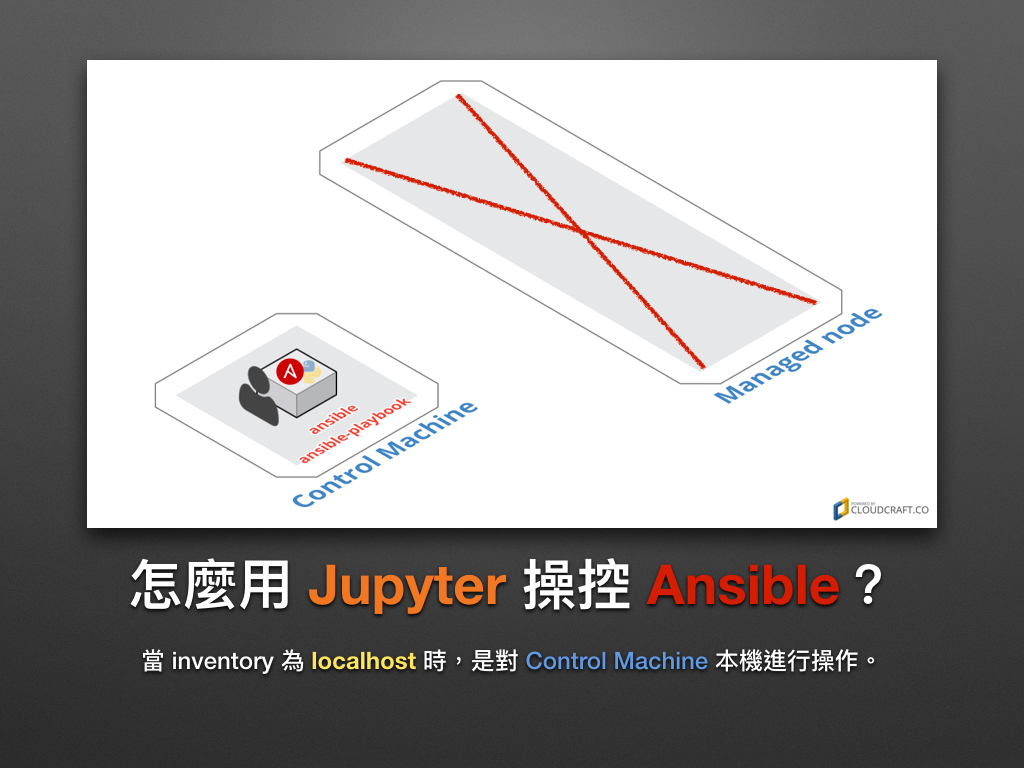 Managed node
ansible
ansible-playbook
Control Machine
POWERED BY
CLOUDCRAFT.CO
怎麼用 Jupyter 操控 Ansible？
當 inventory 為 localhost 時，是對 Control Machine 本機進行操作。